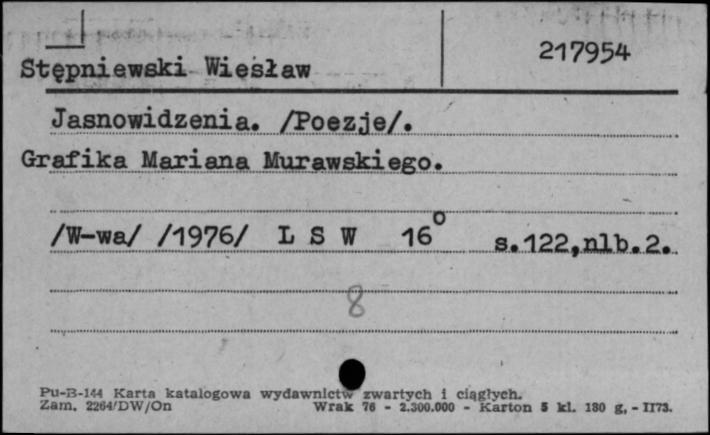 217954
Stępniewski Wiesław
Jasnowidzenia. /Poezje/.
Grafika Mariana Murawskiego.
/W-wa/ /1976/ L S W 16° s.122,nlb.2.
8
Pu-B-144 Karta katalogowa wydawnictw zwartych i ciągłych.
Zam. 2264/DW/On Wrak 76 - 2.300.000 - Karton 5 kl. 180 g, - II73.